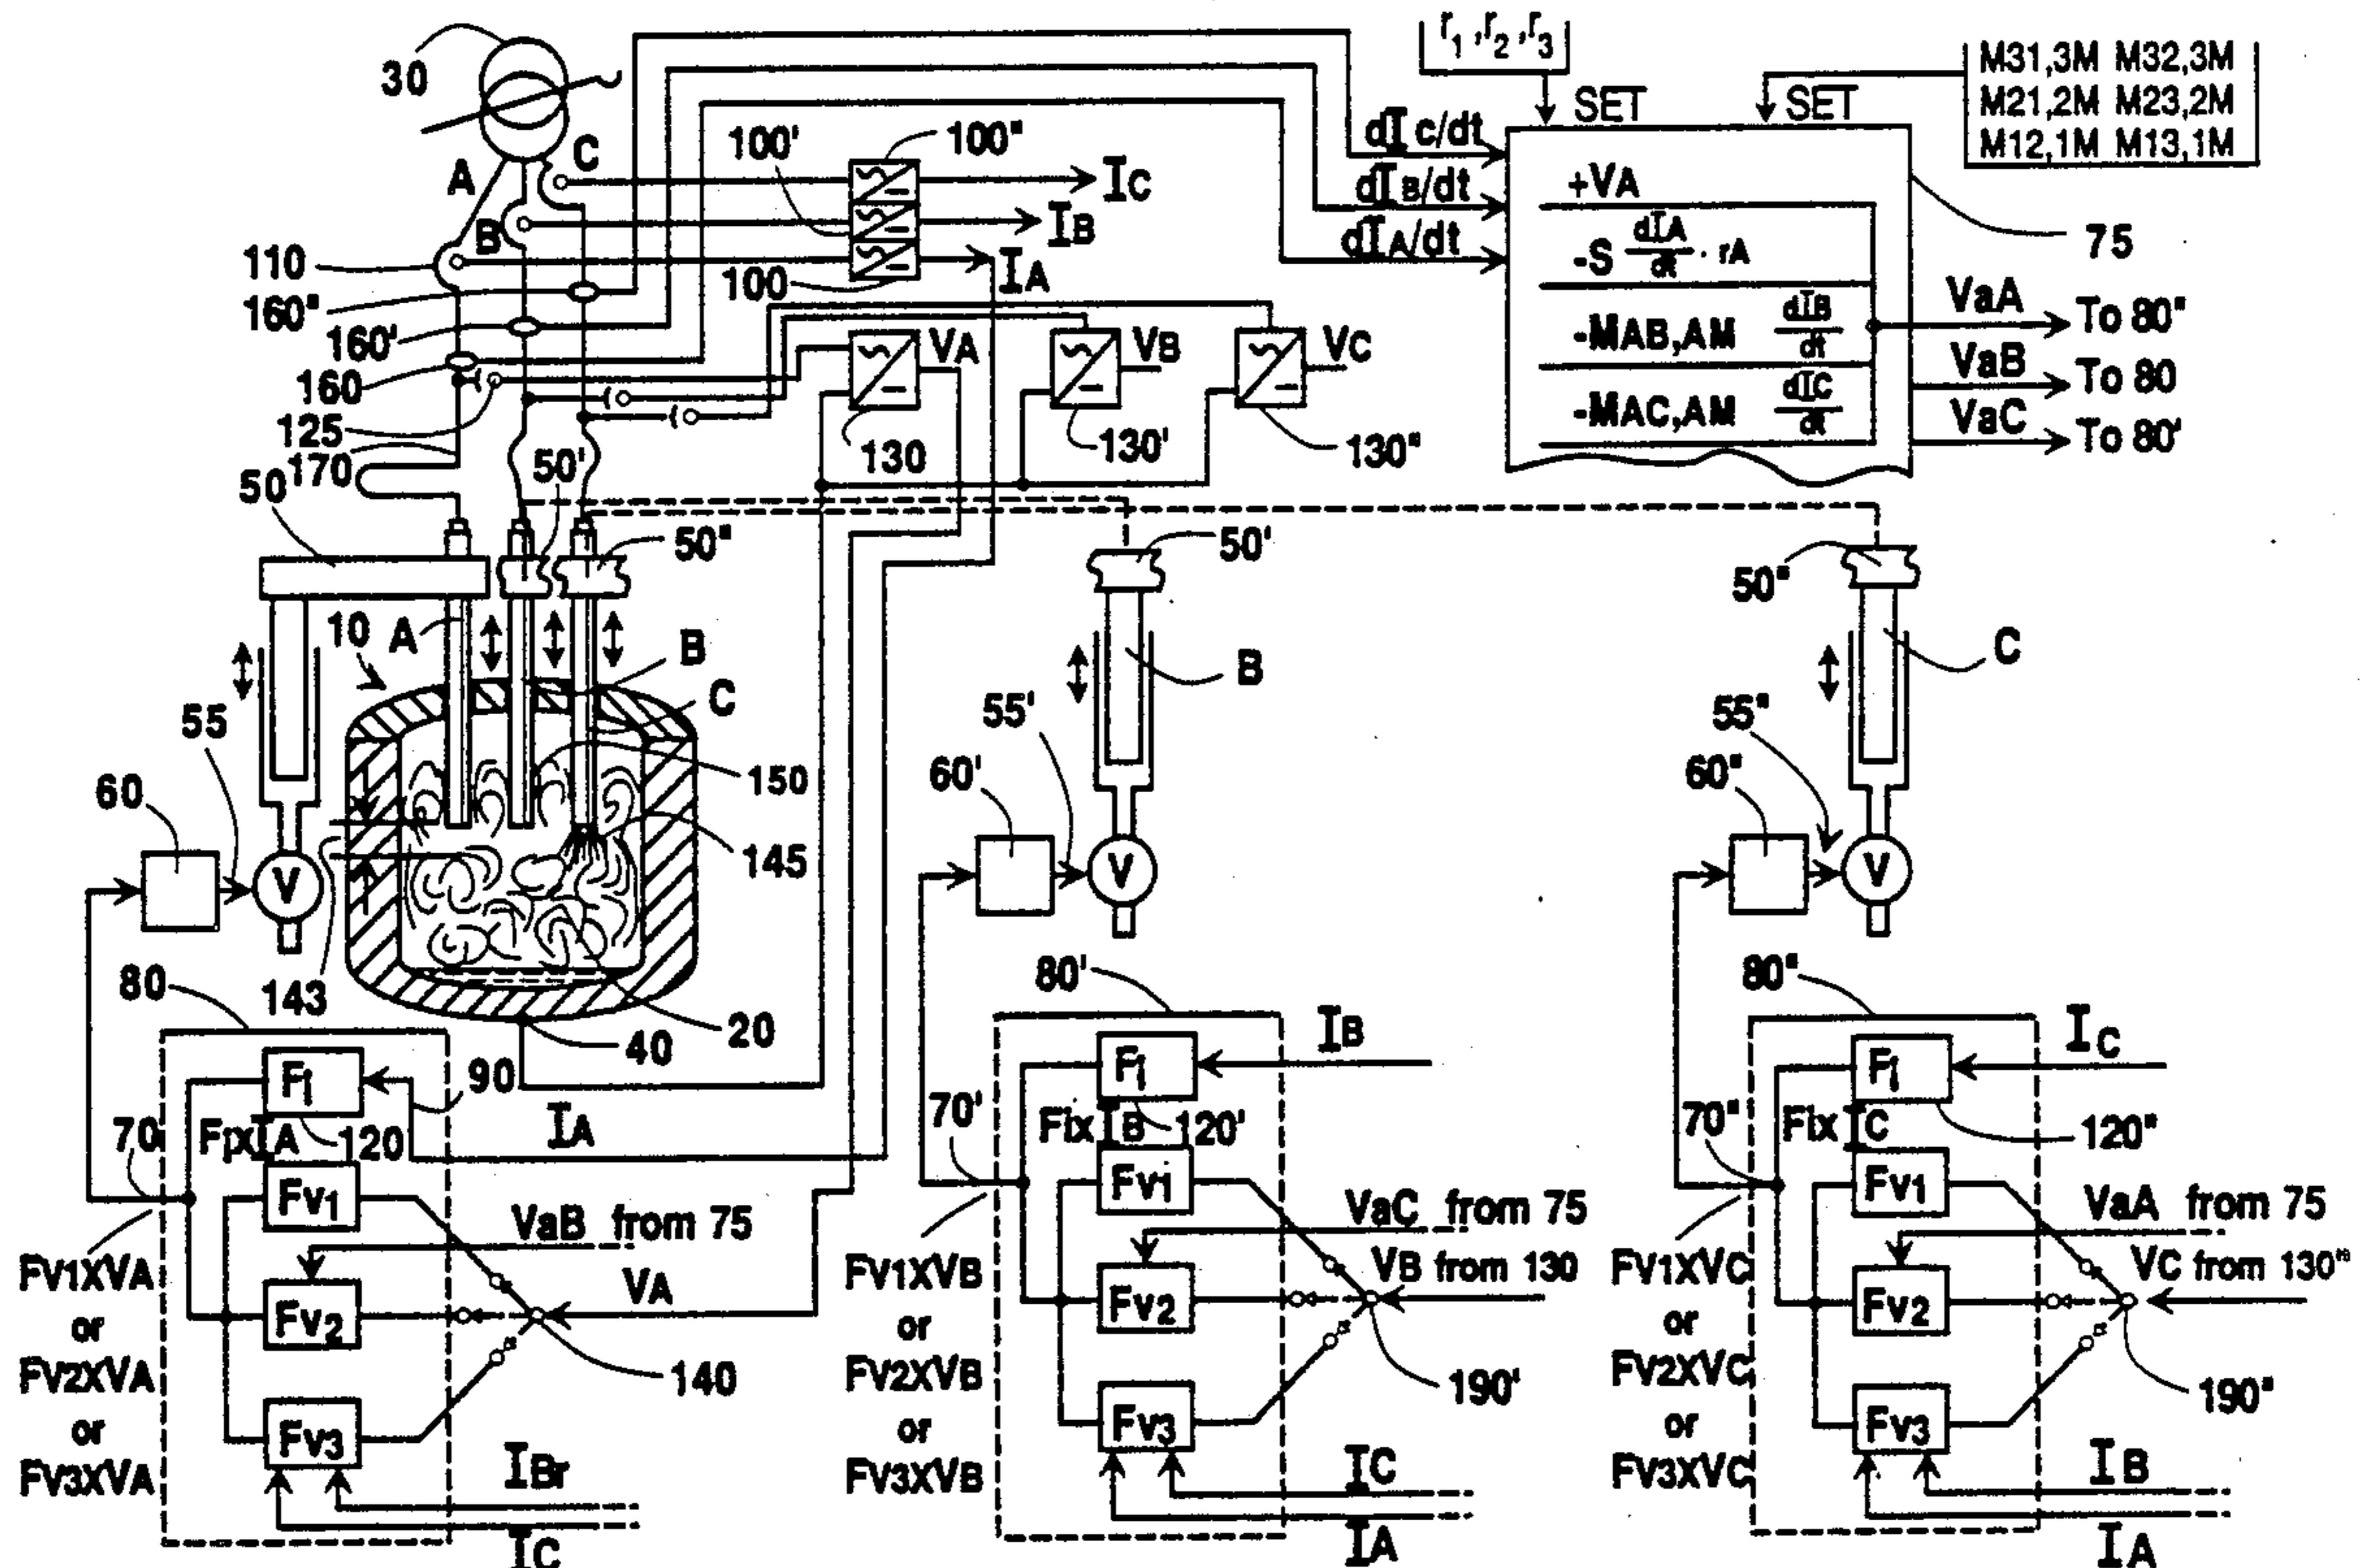 r1 ,r2 ,r3
M31,3M M32,3M
M21,2M M23,2M
M12,1M M13,1M
SET
SET
30
A
C
B
100'
100"
100
IC
IB
IA
dIc/dt
dIB/dt
dIA/dt
+VA
-S dIA/dt · rA
-MAB,AM dIB/dt
-MAC,AM dIC/dt
75
VaA To 80"
VaB To 80
VaC To 80'
110
160"
160'
160
125
170
VA
VB
VC
130
130'
130"
50
50'
50"
50'
50"
10
A
B
C
B
C
55
55'
55"
60
60'
60"
V
V
V
150
145
143
20
40
80
80'
80"
90
IA
IB
IC
Fi
Fi
Fi
70
70'
70"
FpxIA
FixIB
FixIC
120
120'
120"
Fv1
Fv1
Fv1
VaB from 75
VaC from 75
VaA from 75
VA
VB from 130
VC from 130"
Fv2
Fv2
Fv2
FV1XVA
or
FV2XVA
or
FV3XVA
FV1XVB
or
FV2XVB
or
FV3XVB
FV1XVC
or
FV2XVC
or
FV3XVC
140
190'
190"
Fv3
Fv3
Fv3
IBr
IC
IC
IA
IB
IA